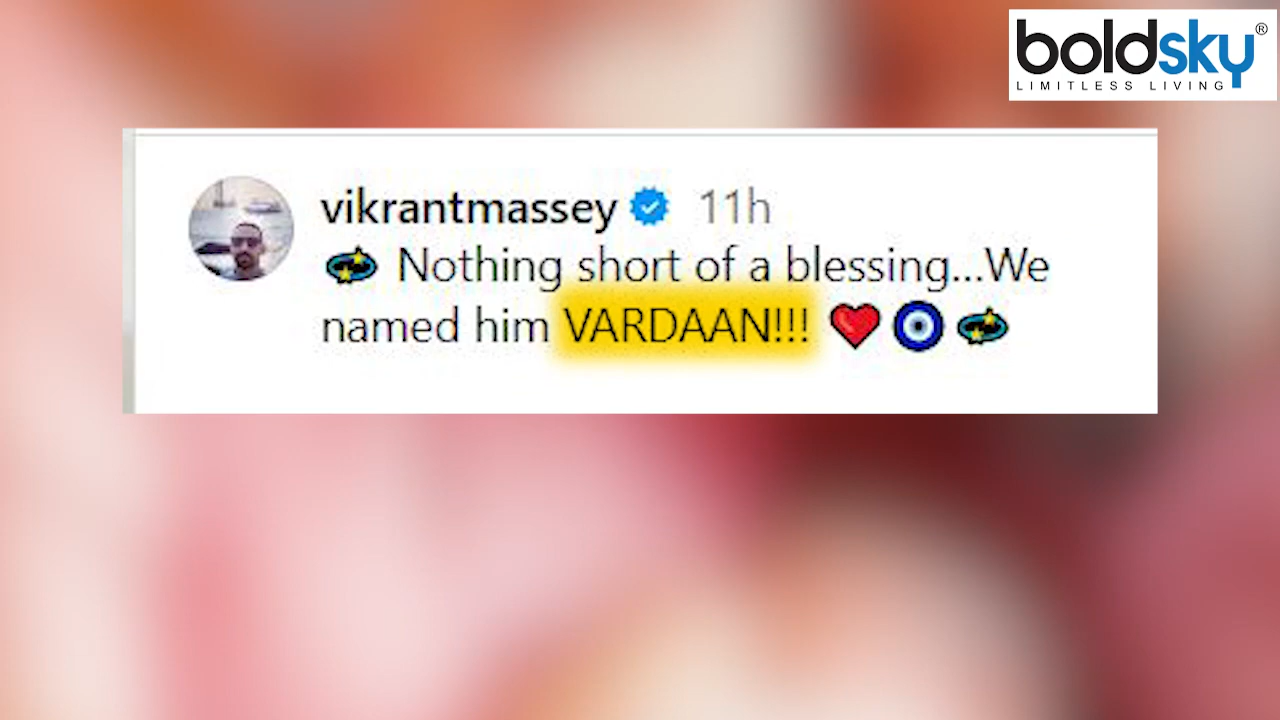 boldsky®
LIMITLESS LIVING
vikrantmassey 11h
💫 Nothing short of a blessing...We
named him VARDAAN!!! ❤️🧿💫